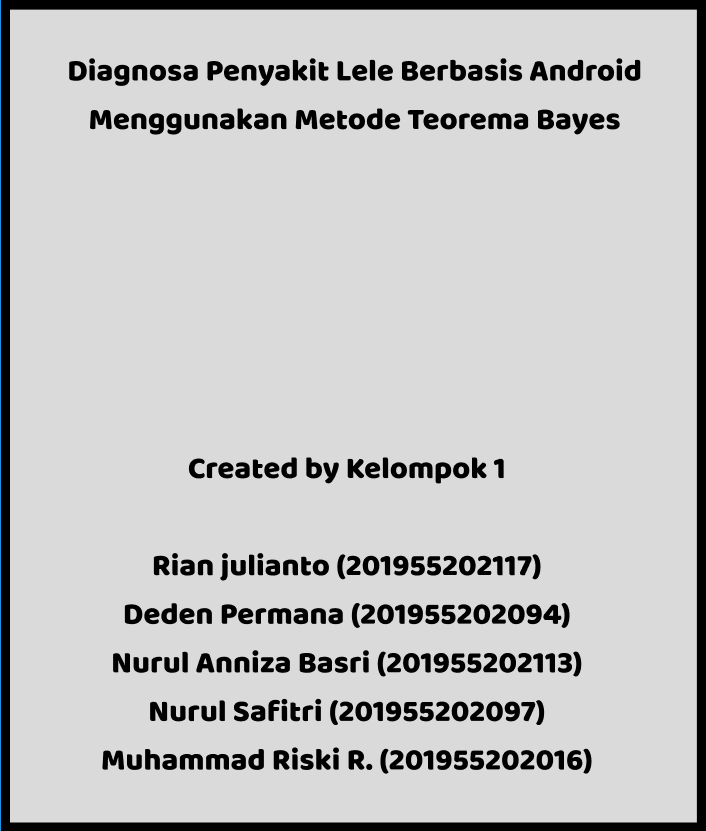 Diagnosa Penyakit Lele Berbasis Android
Menggunakan Metode Teorema Bayes
Created by Kelompok 1
Rian julianto (201955202117)
Deden Permana (201955202094)
Nurul Anniza Basri (201955202113)
Nurul Safitri (201955202097)
Muhammad Riski R. (201955202016)